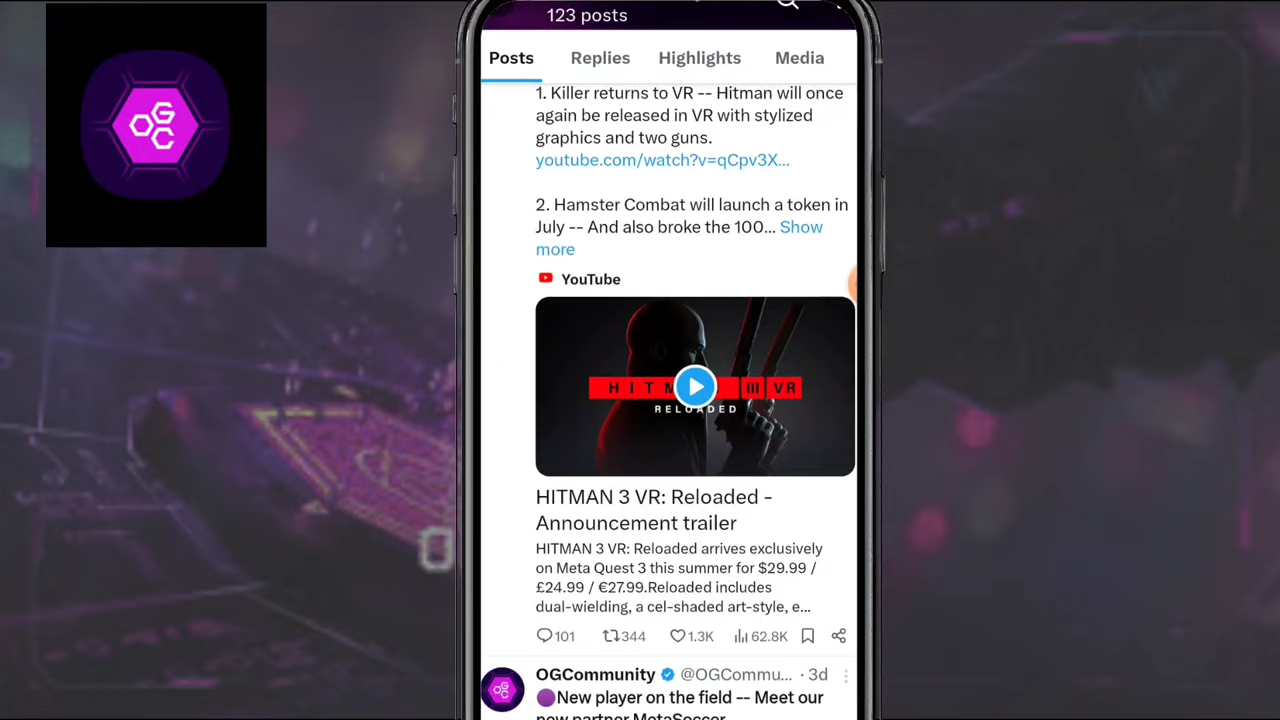 OGC
123 posts
Posts Replies Highlights Media
1. Killer returns to VR -- Hitman will once
again be released in VR with stylized
graphics and two guns.
youtube.com/watch?v=qCpv3X...
2. Hamster Combat will launch a token in
July -- And also broke the 100... Show
more
YouTube
HITM III VR
RELOADED
HITMAN 3 VR: Reloaded -
Announcement trailer
HITMAN 3 VR: Reloaded arrives exclusively
on Meta Quest 3 this summer for $29.99 /
£24.99 / €27.99.Reloaded includes
dual-wielding, a cel-shaded art-style, e...
101 344 1.3K 62.8K
OGCommunity @OGCommu... · 3d
🟣New player on the field -- Meet our
new partner MetaSoccer